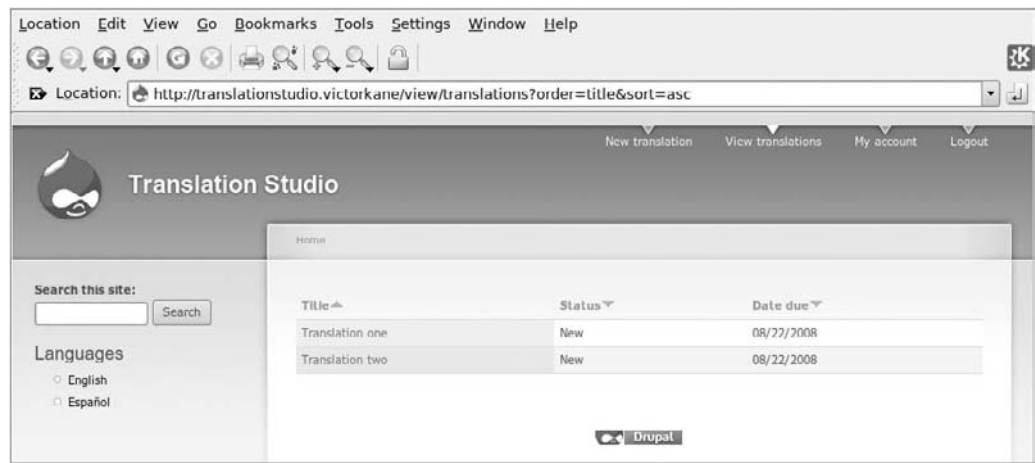 Location Edit View Go Bookmarks Tools Settings Window Help
Location: http://translationstudio.victorkane/view/translations?order=title&sort=asc
New translation View translations My account Logout
Translation Studio
Home
Search this site:
Search
Languages
English
Español
Title Status Date due
Translation one New 08/22/2008
Translation two New 08/22/2008
Drupal